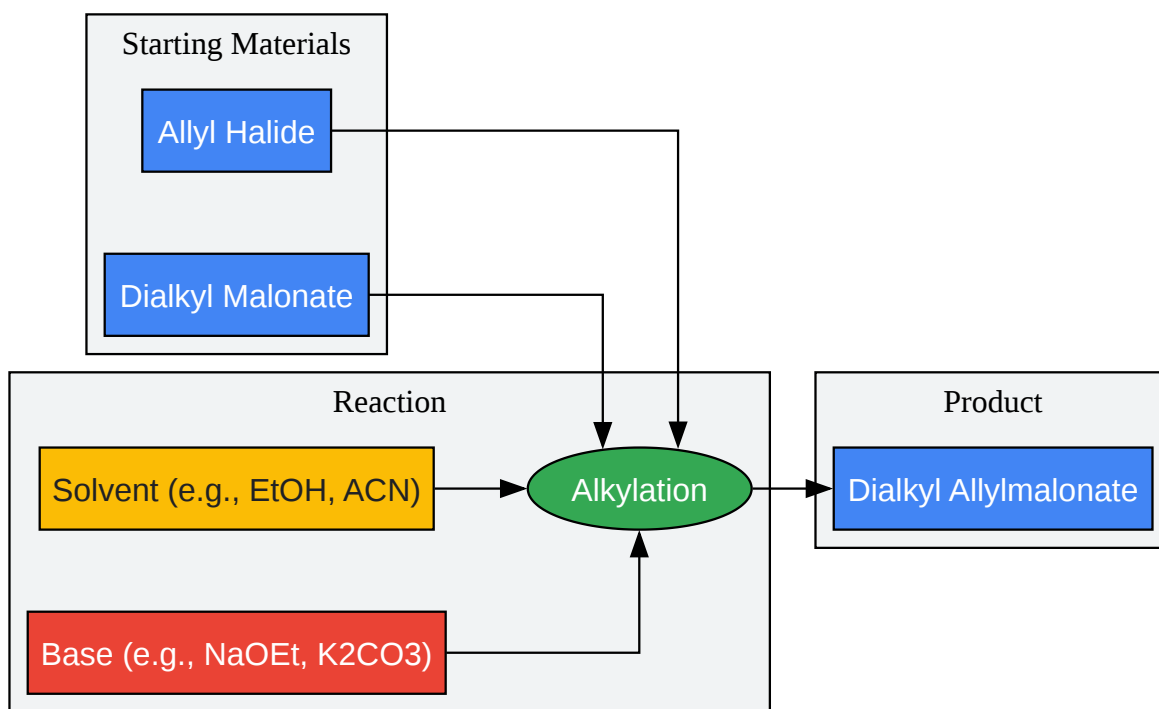 Starting Materials
Allyl Halide
Dialkyl Malonate
Reaction
Solvent (e.g., EtOH, ACN)
Alkylation
Base (e.g., NaOEt, K2CO3)
Product
Dialkyl Allylmalonate